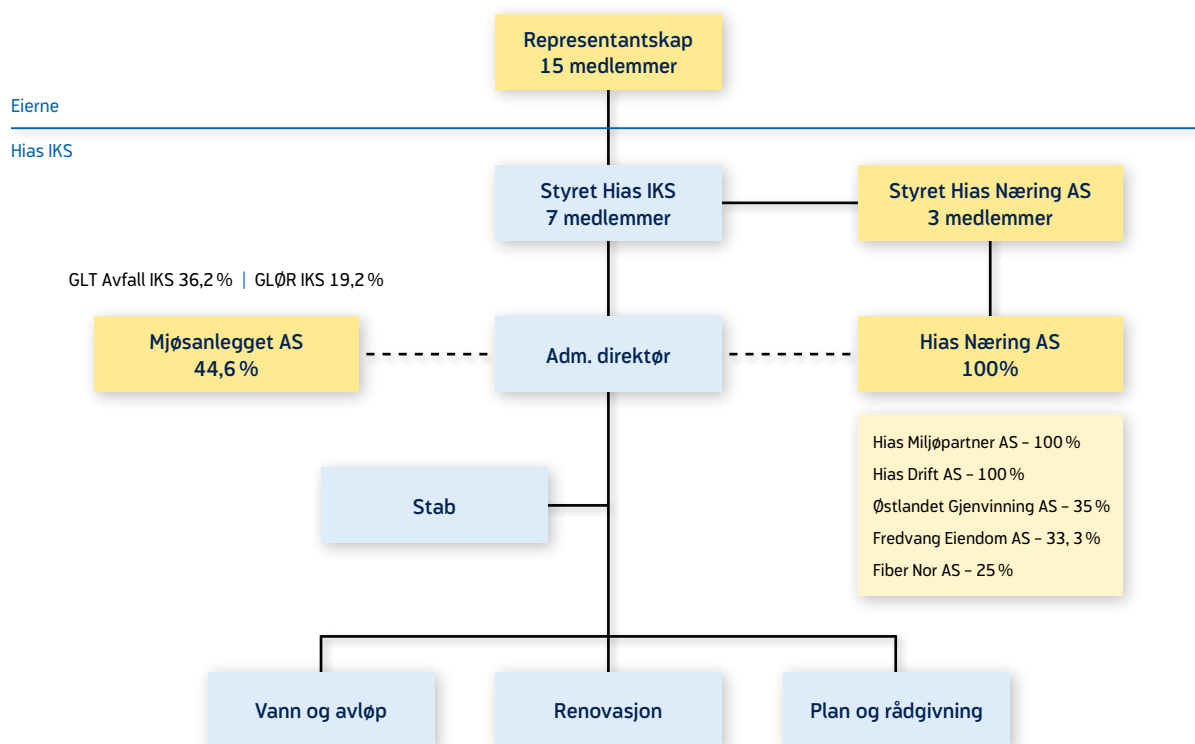 Representantskap
15 medlemmer
Eierne
Hias IKS
Styret Hias IKS
7 medlemmer
Styret Hias Næring AS
3 medlemmer
GLT Avfall IKS 36,2 % | GLØR IKS 19,2 %
Mjøsanlegget AS
44,6 %
Adm. direktør
Hias Næring AS
100%
Hias Miljøpartner AS – 100 %
Hias Drift AS – 100 %
Østlandet Gjenvinning AS – 35 %
Fredvang Eiendom AS – 33, 3 %
Fiber Nor AS – 25 %
Stab
Vann og avløp
Renovasjon
Plan og rådgivning